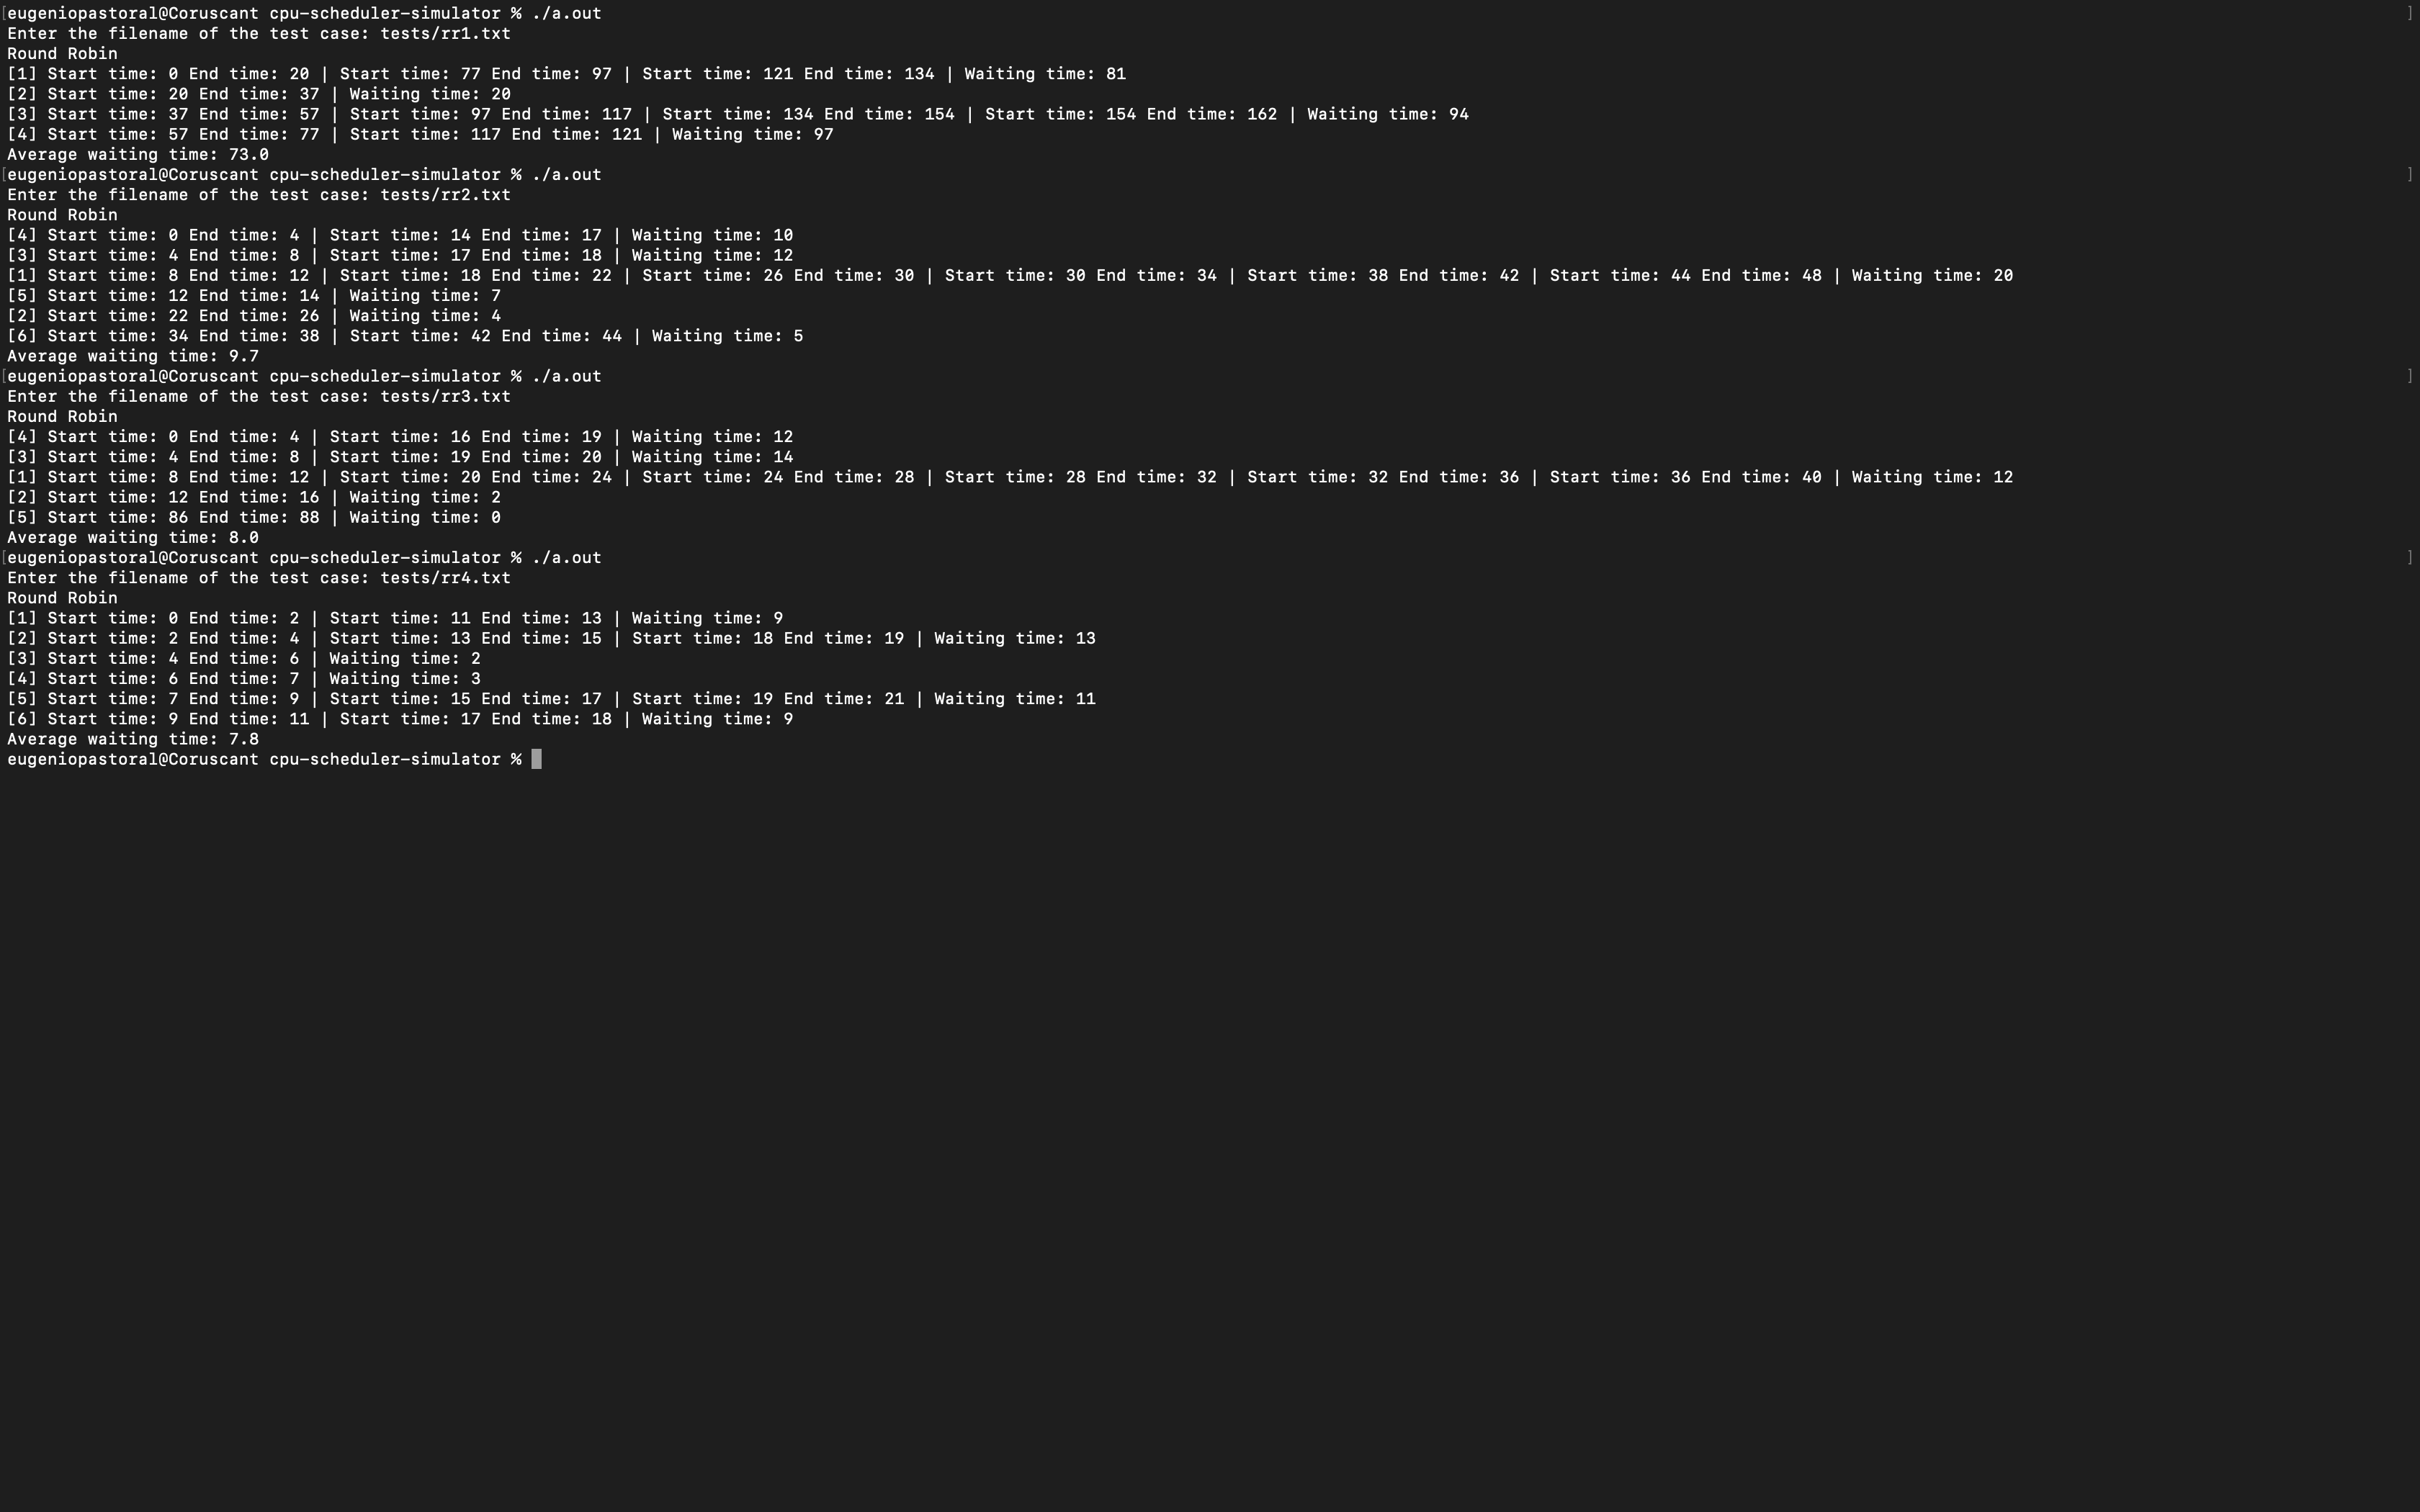 [eugeniopastoral@Coruscant cpu-scheduler-simulator % ./a.out ]
Enter the filename of the test case: tests/rr1.txt
Round Robin
[1] Start time: 0 End time: 20 | Start time: 77 End time: 97 | Start time: 121 End time: 134 | Waiting time: 81
[2] Start time: 20 End time: 37 | Waiting time: 20
[3] Start time: 37 End time: 57 | Start time: 97 End time: 117 | Start time: 134 End time: 154 | Start time: 154 End time: 162 | Waiting time: 94
[4] Start time: 57 End time: 77 | Start time: 117 End time: 121 | Waiting time: 97
Average waiting time: 73.0
[eugeniopastoral@Coruscant cpu-scheduler-simulator % ./a.out ]
Enter the filename of the test case: tests/rr2.txt
Round Robin
[4] Start time: 0 End time: 4 | Start time: 14 End time: 17 | Waiting time: 10
[3] Start time: 4 End time: 8 | Start time: 17 End time: 18 | Waiting time: 12
[1] Start time: 8 End time: 12 | Start time: 18 End time: 22 | Start time: 26 End time: 30 | Start time: 30 End time: 34 | Start time: 38 End time: 42 | Start time: 44 End time: 48 | Waiting time: 20
[5] Start time: 12 End time: 14 | Waiting time: 7
[2] Start time: 22 End time: 26 | Waiting time: 4
[6] Start time: 34 End time: 38 | Start time: 42 End time: 44 | Waiting time: 5
Average waiting time: 9.7
[eugeniopastoral@Coruscant cpu-scheduler-simulator % ./a.out ]
Enter the filename of the test case: tests/rr3.txt
Round Robin
[4] Start time: 0 End time: 4 | Start time: 16 End time: 19 | Waiting time: 12
[3] Start time: 4 End time: 8 | Start time: 19 End time: 20 | Waiting time: 14
[1] Start time: 8 End time: 12 | Start time: 20 End time: 24 | Start time: 24 End time: 28 | Start time: 28 End time: 32 | Start time: 32 End time: 36 | Start time: 36 End time: 40 | Waiting time: 12
[2] Start time: 12 End time: 16 | Waiting time: 2
[5] Start time: 86 End time: 88 | Waiting time: 0
Average waiting time: 8.0
[eugeniopastoral@Coruscant cpu-scheduler-simulator % ./a.out ]
Enter the filename of the test case: tests/rr4.txt
Round Robin
[1] Start time: 0 End time: 2 | Start time: 11 End time: 13 | Waiting time: 9
[2] Start time: 2 End time: 4 | Start time: 13 End time: 15 | Start time: 18 End time: 19 | Waiting time: 13
[3] Start time: 4 End time: 6 | Waiting time: 2
[4] Start time: 6 End time: 7 | Waiting time: 3
[5] Start time: 7 End time: 9 | Start time: 15 End time: 17 | Start time: 19 End time: 21 | Waiting time: 11
[6] Start time: 9 End time: 11 | Start time: 17 End time: 18 | Waiting time: 9
Average waiting time: 7.8
eugeniopastoral@Coruscant cpu-scheduler-simulator %